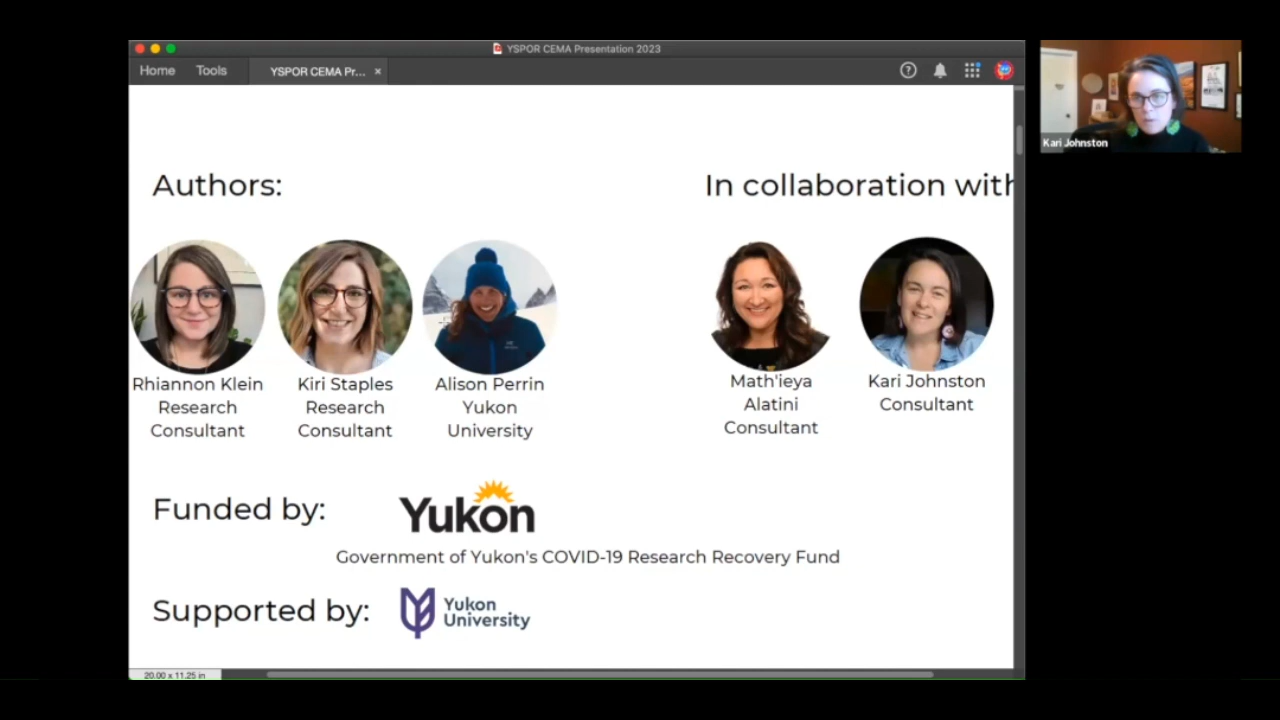 YSPOR CEMA Presentation 2023
Home Tools YSPOR CEMA Pr... ×
Kari Johnston
Authors:
In collaboration with
Rhiannon Klein
Research
Consultant
Kiri Staples
Research
Consultant
Alison Perrin
Yukon
University
Math'ieya
Alatini
Consultant
Kari Johnston
Consultant
Funded by:
Yukon
Government of Yukon's COVID-19 Research Recovery Fund
Supported by:
Yukon
University
20.00 x 11.25 in